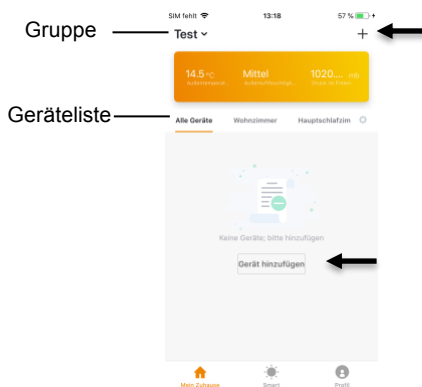 SIM fehlt 13:18 57 %
Gruppe
Test
+
14.5 °C Mittel 1020....
Alle Geräte Wohnzimmer Hauptschlafzim
Geräteliste
Keine Geräte; bitte hinzufügen
Gerät hinzufügen
Mein Zuhause Smart Profil